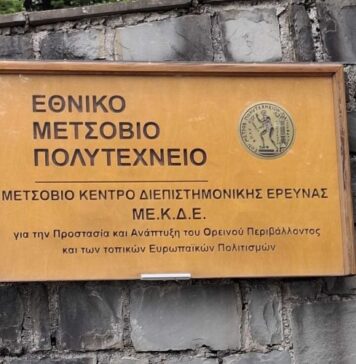 ΕΘΝΙΚΟ
ΜΕΤΣΟΒΙΟ
ΠΟΛΥΤΕΧΝΕΙΟ
ΜΕΤΣΟΒΙΟ ΚΕΝΤΡΟ ΔΙΕΠΙΣΤΗΜΟΝΙΚΗΣ ΕΡΕΥΝΑΣ
ΜΕ.Κ.Δ.Ε.
για την Προστασία και Ανάπτυξη του Ορεινού Περιβάλλοντος
και των τοπικών Ευρωπαϊκών Πολιτισμών